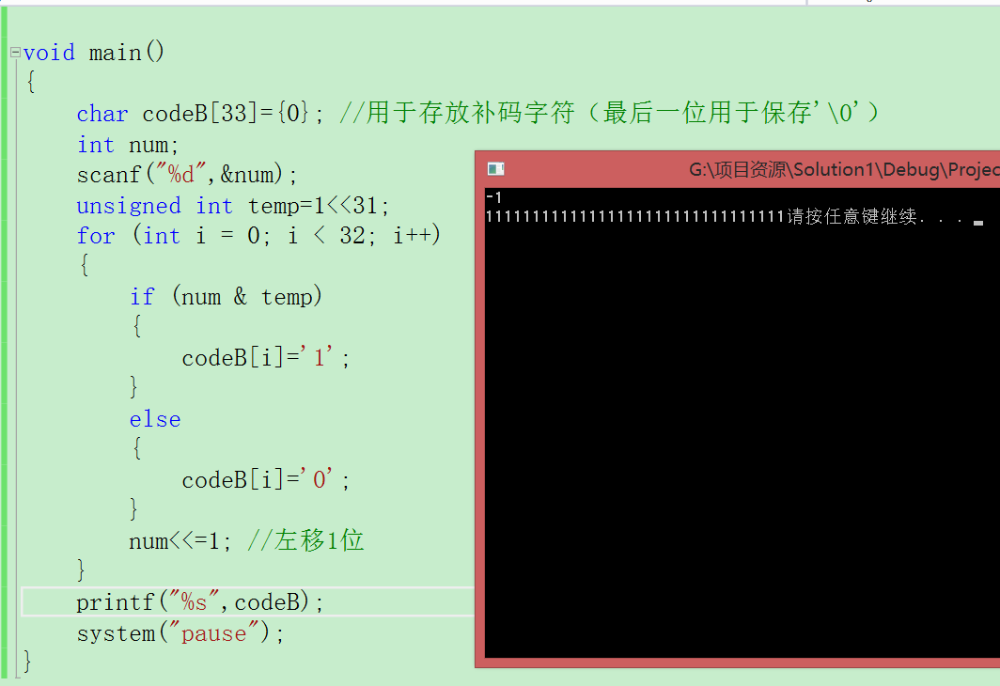 void main()
{
char codeB[33]={0}; //用于存放补码字符（最后一位用于保存'\0'）
int num;
scanf("%d",&num);
unsigned int temp=1<<31;
for (int i = 0; i < 32; i++)
{
if (num & temp)
{
codeB[i]='1';
}
else
{
codeB[i]='0';
}
num<<=1; //左移1位
}
printf("%s",codeB);
system("pause");
}
G:\项目资源\Solution1\Debug\Projec
-1
11111111111111111111111111111111请按任意键继续. . .